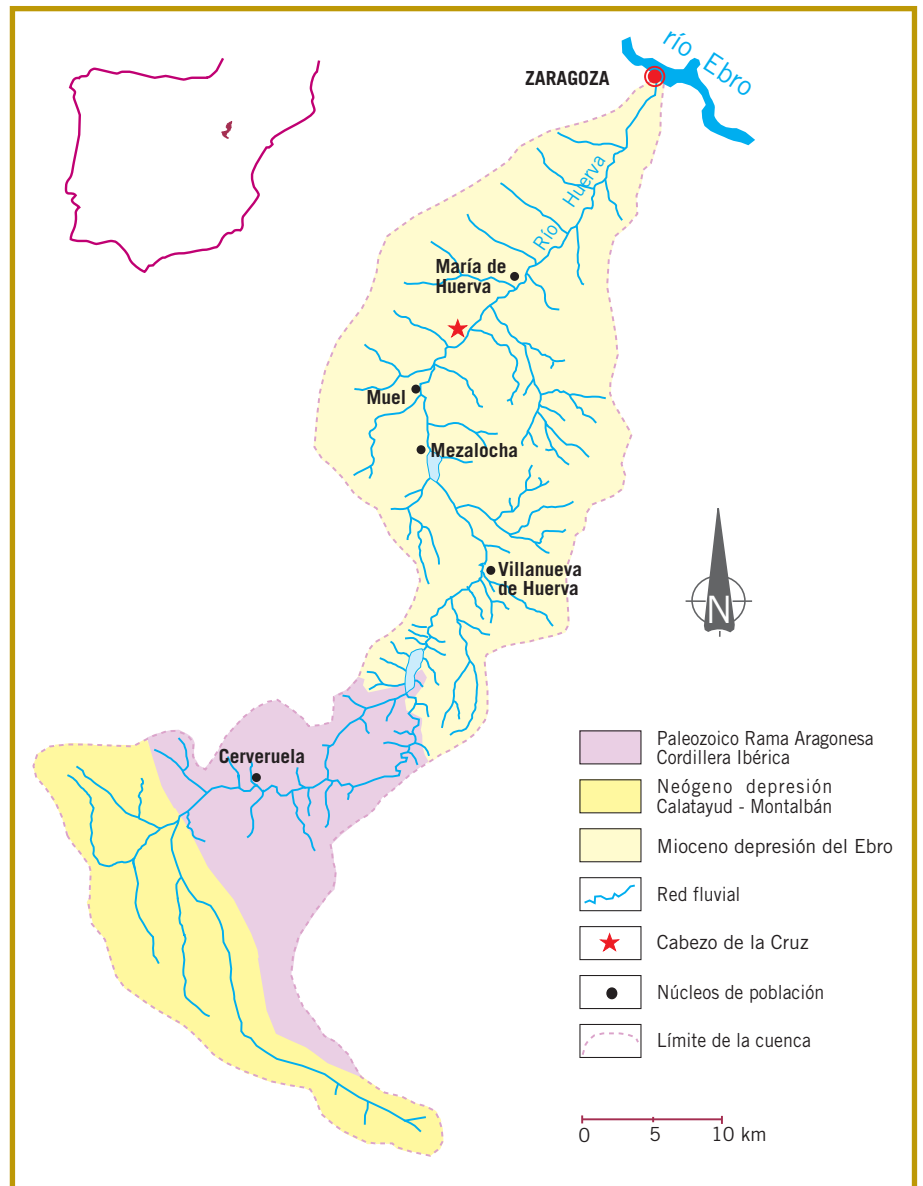 río Ebro
ZARAGOZA
Río Huerva
María de
Huerva
Muel
Mezalocha
Villanueva
de Huerva
N
Cerveruela
Paleozoico Rama Aragonesa
Cordillera Ibérica
Neógeno depresión
Calatayud - Montalbán
Mioceno depresión del Ebro
Red fluvial
Cabezo de la Cruz
Núcleos de población
Límite de la cuenca
0 5 10 km